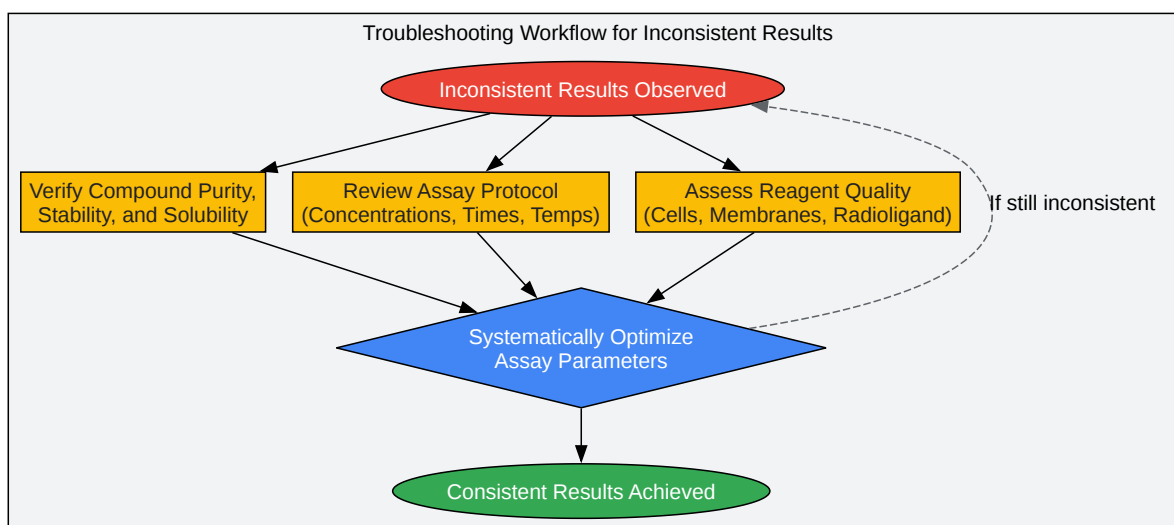 Troubleshooting Workflow for Inconsistent Results
Inconsistent Results Observed
Verify Compound Purity,
Stability, and Solubility
Review Assay Protocol
(Concentrations, Times, Temps)
Assess Reagent Quality
(Cells, Membranes, Radioligand)
If still inconsistent
Systematically Optimize
Assay Parameters
Consistent Results Achieved